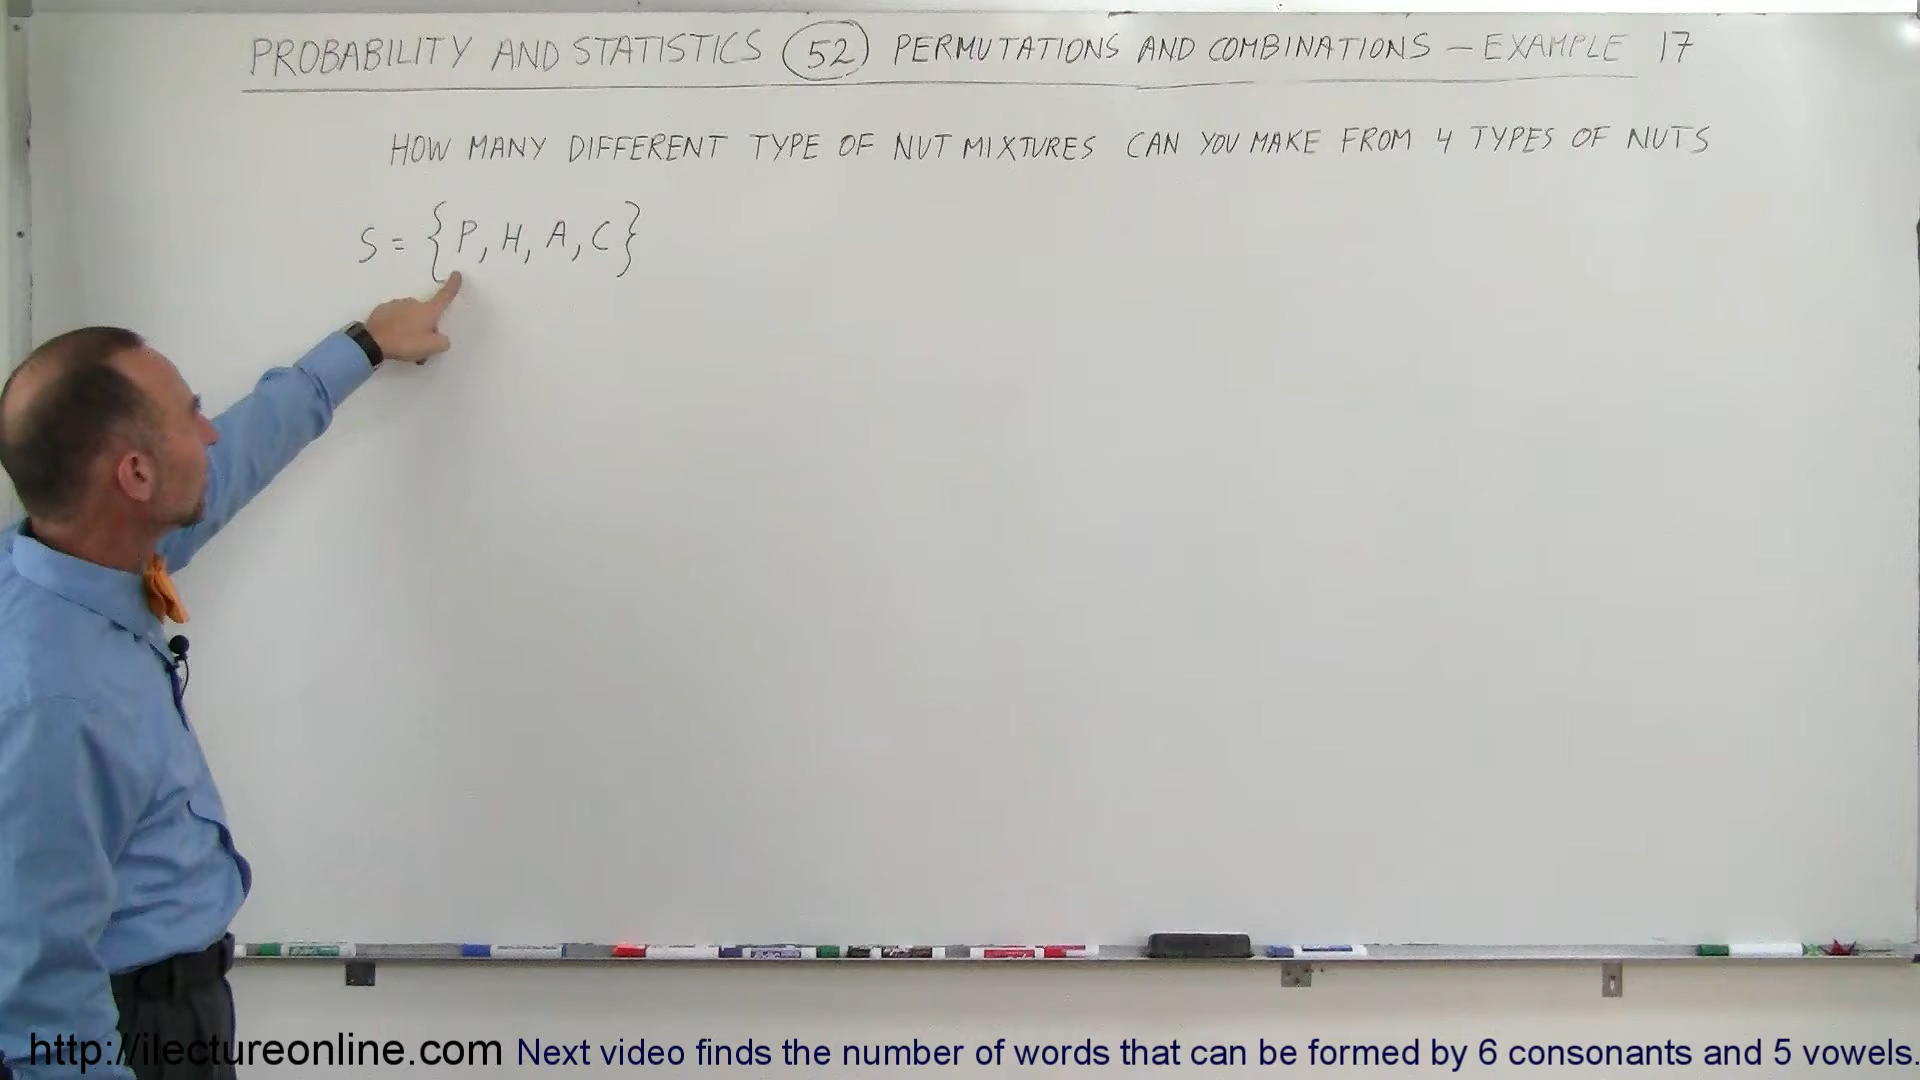 PROBABILITY AND STATISTICS 52 PERMUTATIONS AND COMBINATIONS – EXAMPLE 17
HOW MANY DIFFERENT TYPE OF NUT MIXTURES CAN YOU MAKE FROM 4 TYPES OF NUTS
S = {P, H, A, C}
http://ilectureonline.com Next video finds the number of words that can be formed by 6 consonants and 5 vowels.